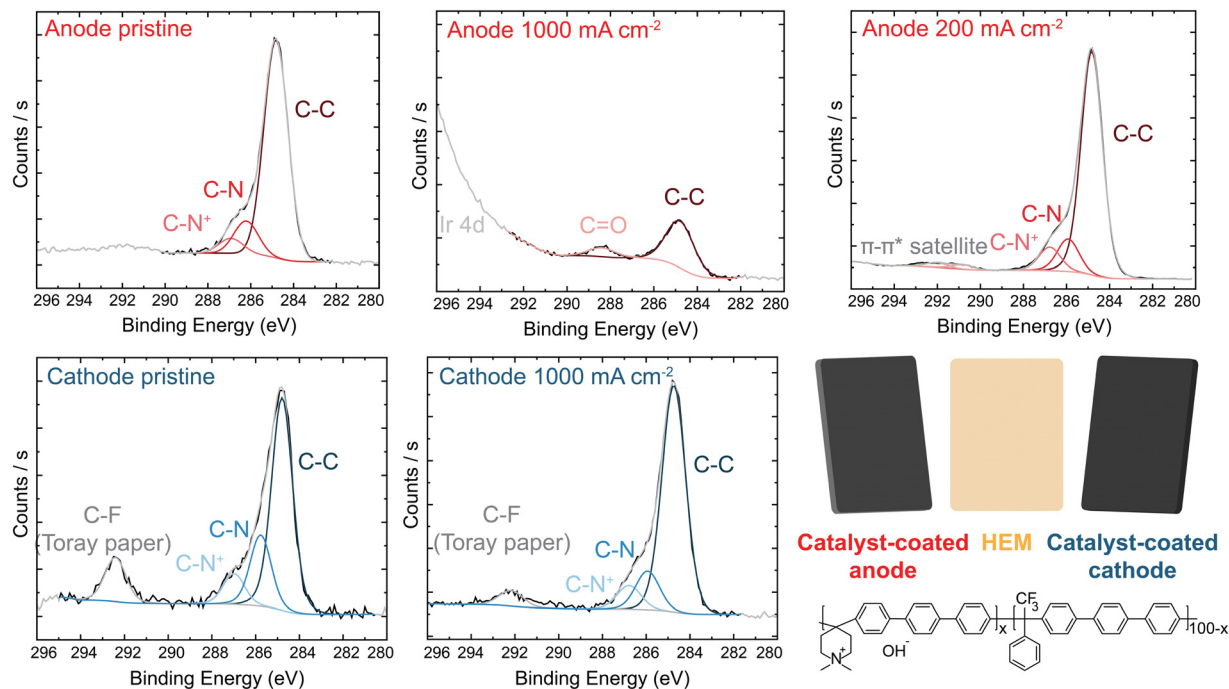 Anode pristine
Counts / s
C-C
C-N
C-N⁺
296 294 292 290 288 286 284 282 280
Binding Energy (eV)
Anode 1000 mA cm⁻²
Counts / s
Ir 4d
C=O
C-C
296 294 292 290 288 286 284 282 280
Binding Energy (eV)
Anode 200 mA cm⁻²
Counts / s
C-C
C-N
C-N⁺
π-π* satellite
296 294 292 290 288 286 284 282 280
Binding Energy (eV)
Cathode pristine
Counts / s
C-C
C-F
(Toray paper)
C-N
C-N⁺
296 294 292 290 288 286 284 282 280
Binding Energy (eV)
Cathode 1000 mA cm⁻²
Counts / s
C-C
C-F
(Toray paper)
C-N
C-N⁺
296 294 292 290 288 286 284 282 280
Binding Energy (eV)
Catalyst-coated
anode
HEM
Catalyst-coated
cathode
CF₃
x
100-x
OH⁻
N⁺